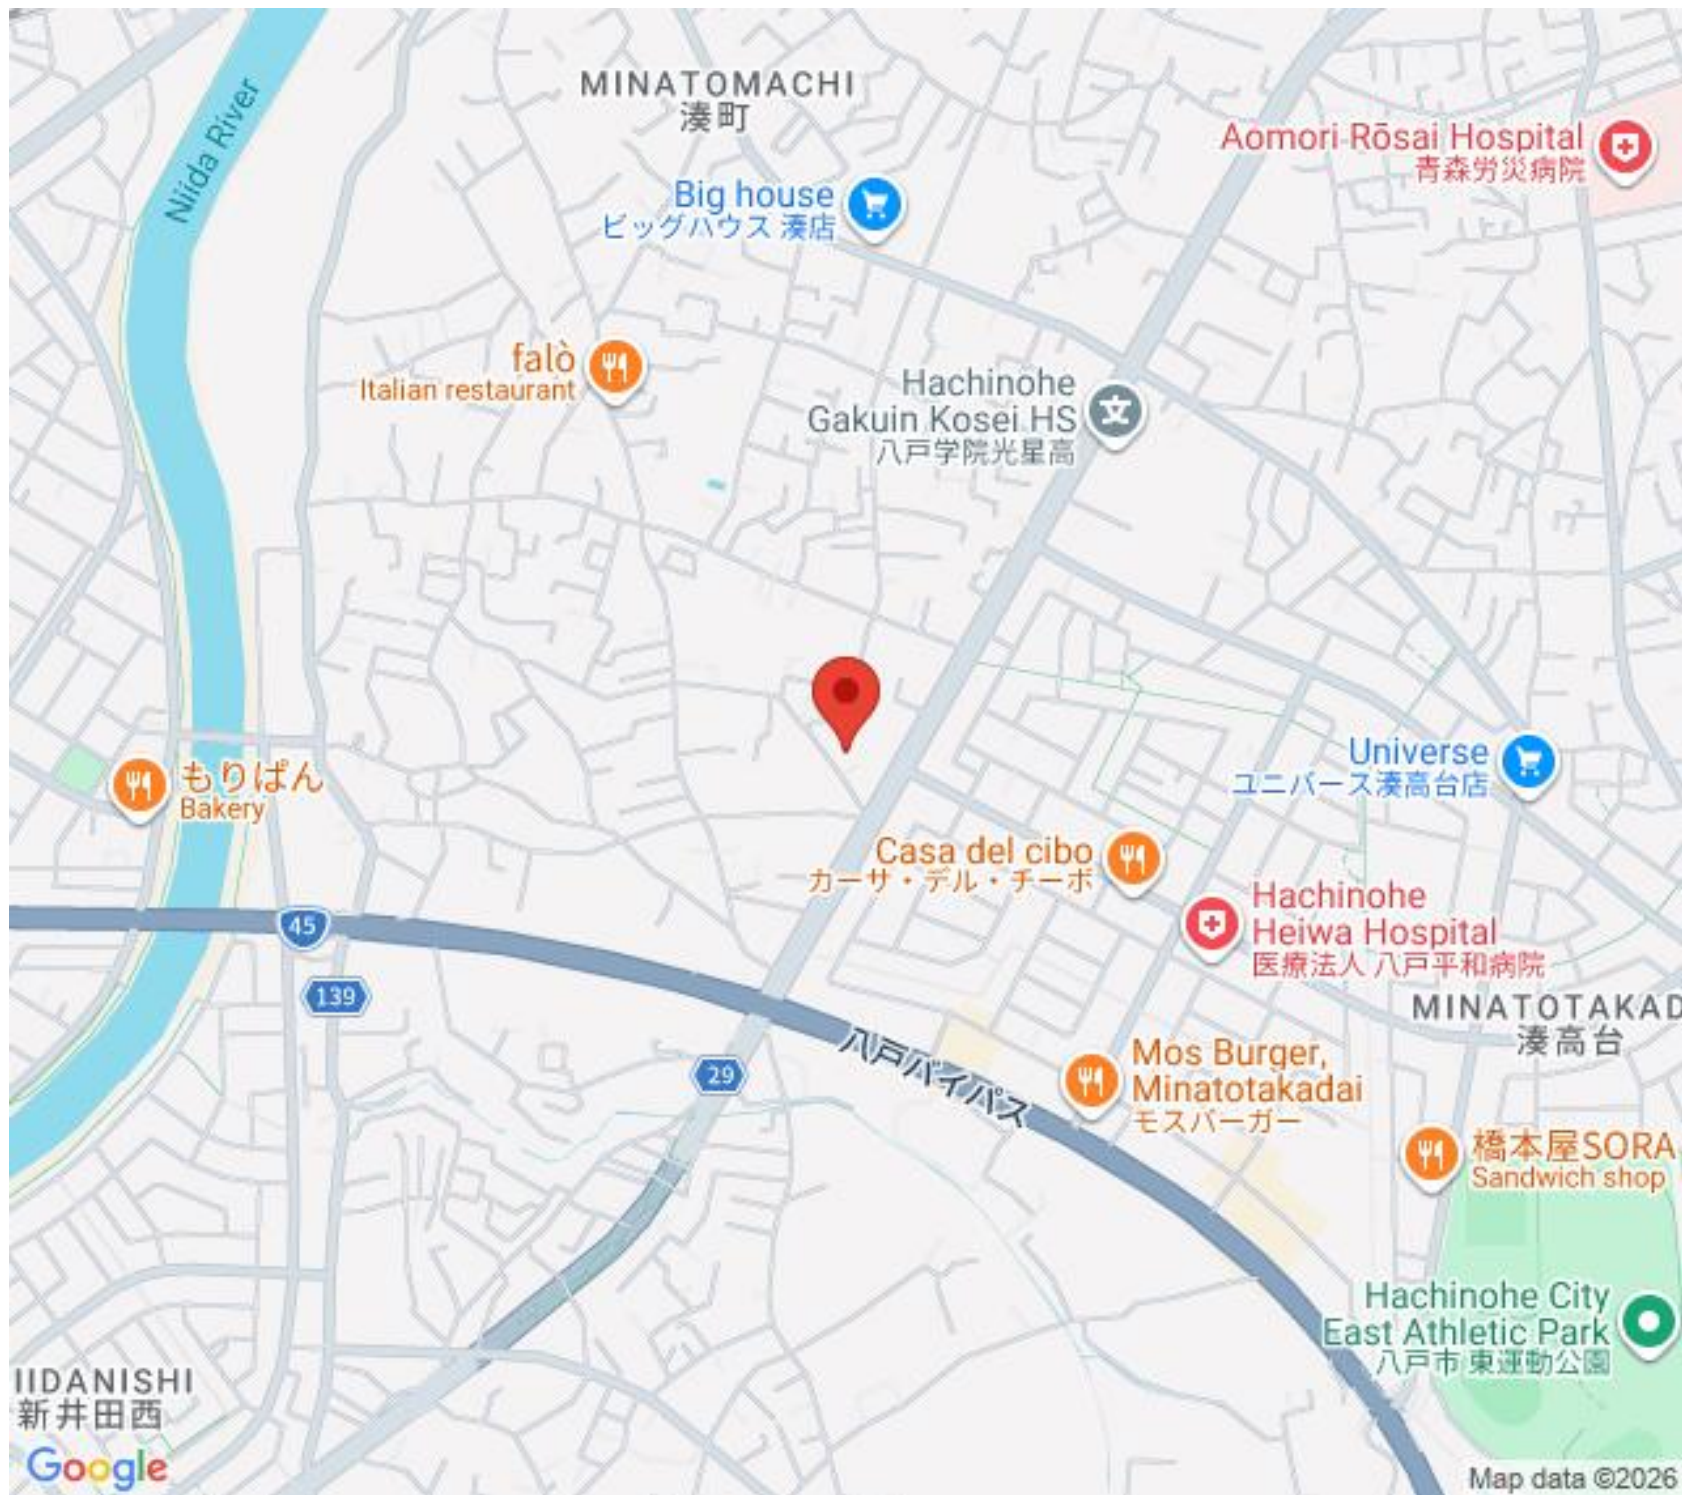 Niida River
MINATOMACHI
湊町
Aomori Rōsai Hospital
青森労災病院
Big house
ビッグハウス 湊店
falò
Italian restaurant
Hachinohe
Gakuin Kosei HS
八戸学院光星高
もりぱん
Bakery
Universe
ユニバース湊高台店
Casa del cibo
カーサ・デル・チーボ
Hachinohe
Heiwa Hospital
医療法人 八戸平和病院
45
139
MINATOTAKAD
湊高台
八戸バイパス
29
Mos Burger,
Minatotakadai
モスバーガー
橋本屋SORA
Sandwich shop
Hachinohe City
East Athletic Park
八戸市 東運動公園
IIDANISHI
新井田西
Google
Map data ©2026